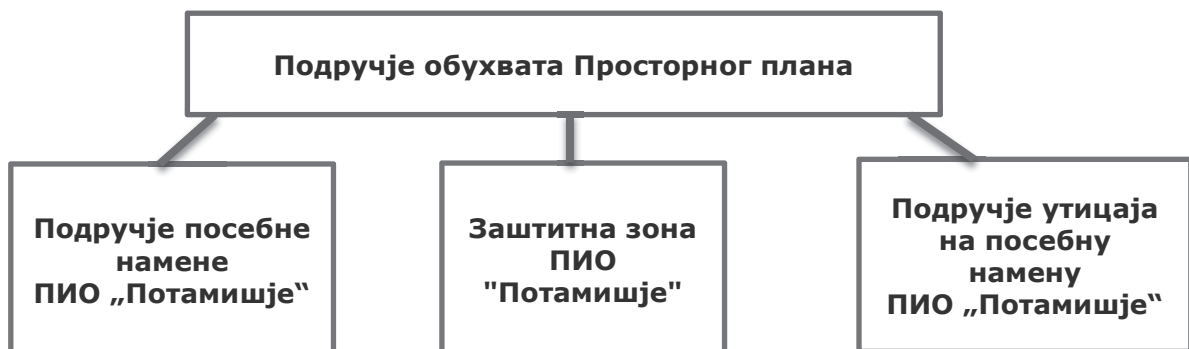 Подручје обухвата Просторног плана
Подручје посебне
намене
ПИО „Потамишје“
Заштитна зона
ПИО
"Потамишје"
Подручје утицаја
на посебну
намену
ПИО „Потамишје“